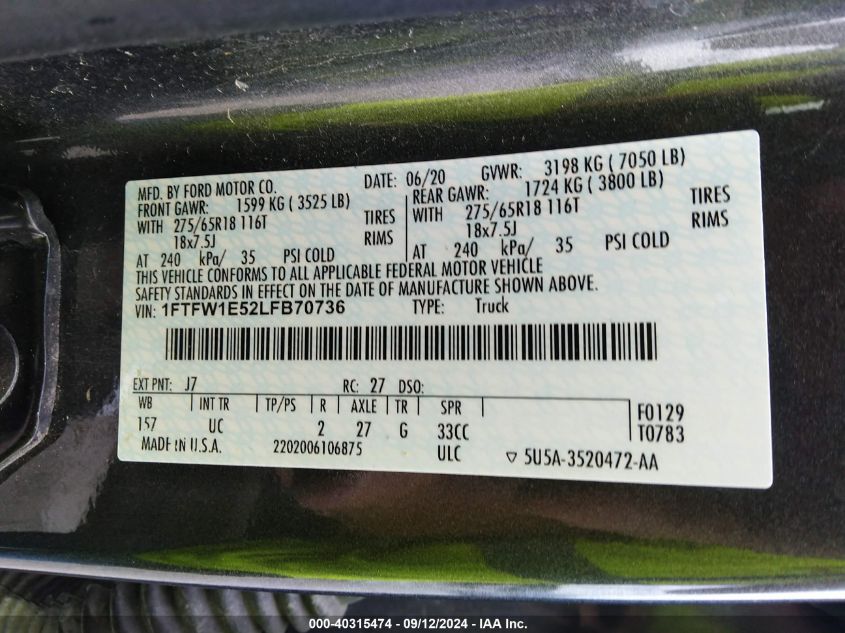 MFD. BY FORD MOTOR CO. DATE: 06/20 GVWR: 3198 KG ( 7050 LB)
FRONT GAWR: 1599 KG ( 3525 LB) REAR GAWR: 1724 KG ( 3800 LB)
WITH 275/65R18 116T TIRES WITH 275/65R18 116T TIRES
18x7.5J RIMS 18x7.5J RIMS
AT 240 kPa/ 35 PSI COLD AT 240 kPa/ 35 PSI COLD
THIS VEHICLE CONFORMS TO ALL APPLICABLE FEDERAL MOTOR VEHICLE
SAFETY STANDARDS IN EFFECT ON THE DATE OF MANUFACTURE SHOWN ABOVE.
VIN: 1FTFW1E52LFB70736 TYPE: Truck
EXT PNT: J7 RC: 27 DSO:
WB INT TR TP/PS R AXLE TR SPR F0129
157 UC 2 27 G 33CC T0783
MADE IN U.S.A. 2202006106875 ULC ▽ 5U5A-3520472-AA
000-40315474 - 09/12/2024 - IAA Inc.